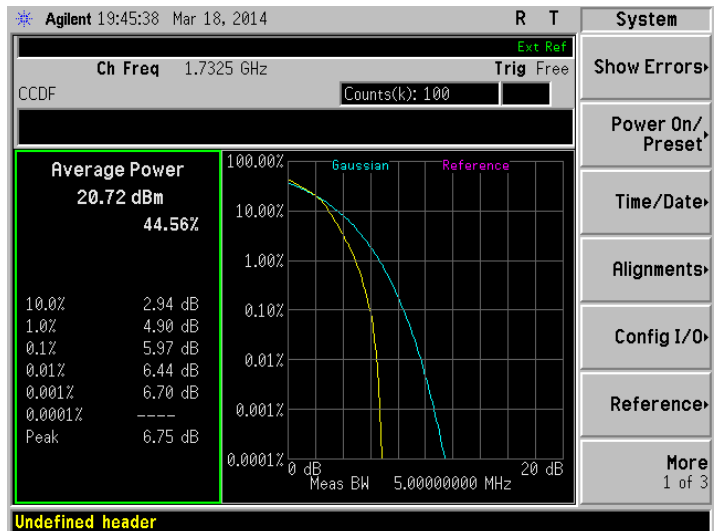 Agilent 19:45:38 Mar 18, 2014 R T
System
Ext Ref
Ch Freq 1.7325 GHz Trig Free
CCDF Counts(k): 100
Show Errors
Power On/
Preset
Time/Date
Alignments
Config I/O
Reference
More
1 of 3
Average Power
20.72 dBm
44.56%
10.0% 2.94 dB
1.0% 4.90 dB
0.1% 5.97 dB
0.01% 6.44 dB
0.001% 6.70 dB
0.0001% ----
Peak 6.75 dB
Gaussian Reference
100.00%
10.00%
1.00%
0.10%
0.01%
0.001%
0.0001%
0 dB 20 dB
Meas BW 5.00000000 MHz
Undefined header